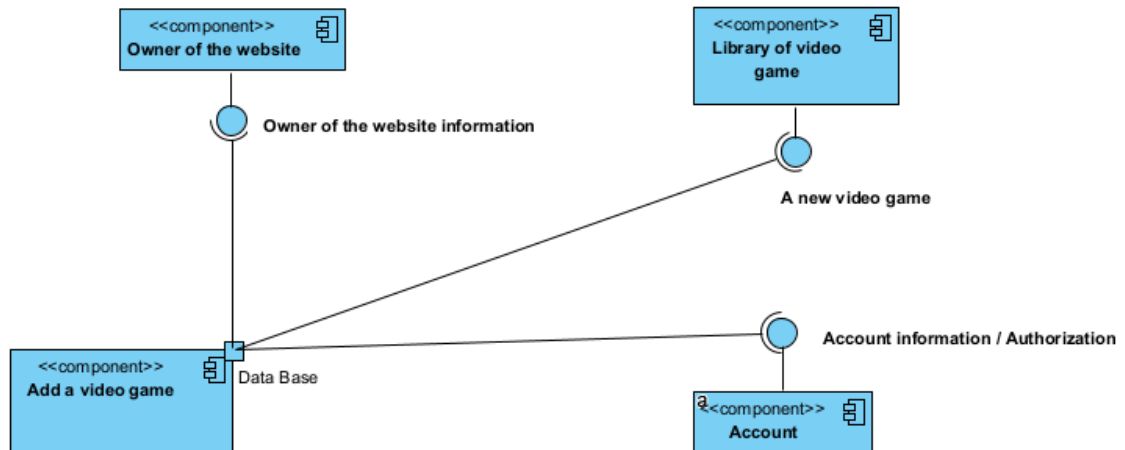 <<component>>
Owner of the website
<<component>>
Library of video
game
Owner of the website information
A new video game
Account information / Authorization
<<component>>
Add a video game
Data Base
a
<<component>>
Account